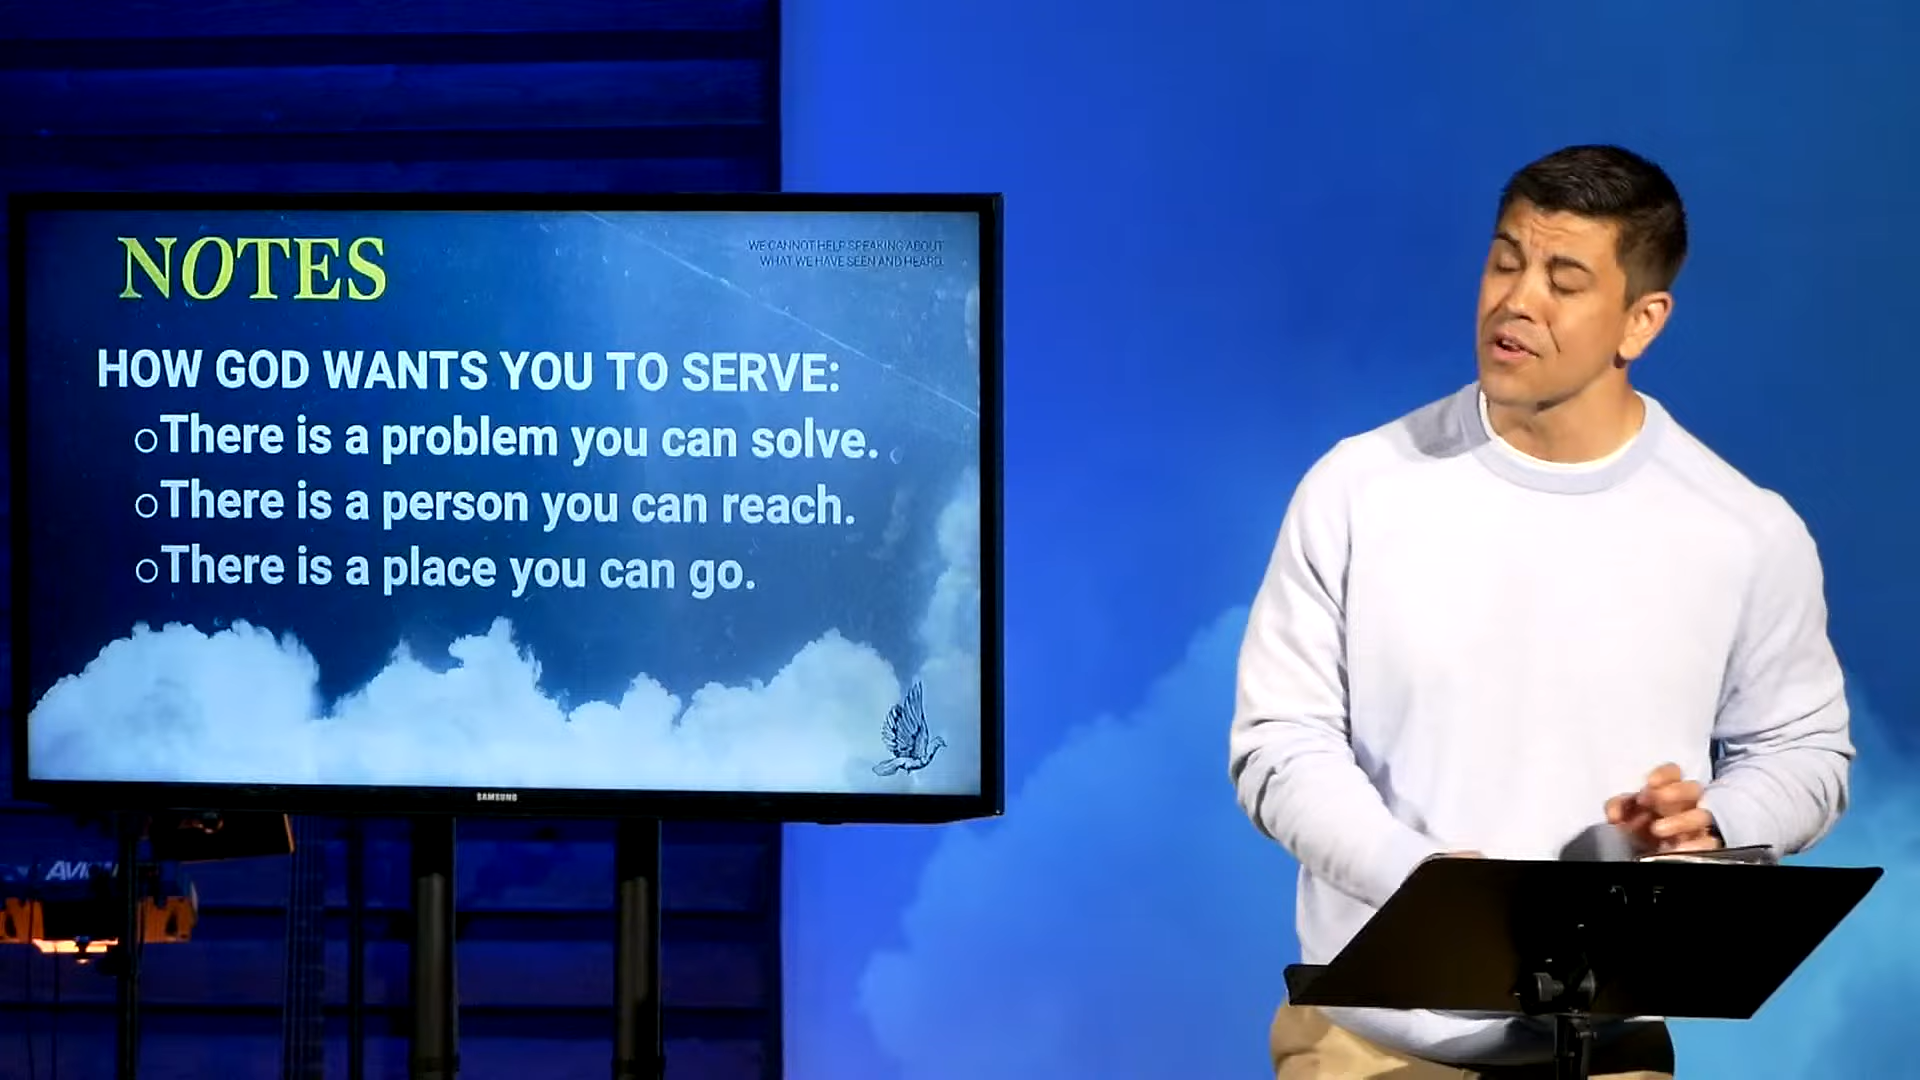 NOTES
WE CANNOT HELP SPEAKING ABOUT
WHAT WE HAVE SEEN AND HEARD.
HOW GOD WANTS YOU TO SERVE:
○There is a problem you can solve.
○There is a person you can reach.
○There is a place you can go.
SAMSUNG